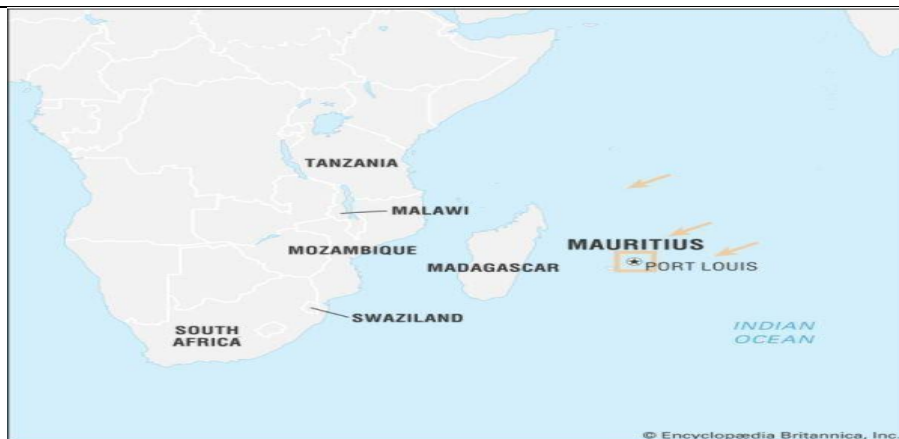 TANZANIA
MALAWI
MOZAMBIQUE
MAURITIUS
MADAGASCAR
PORT LOUIS
SWAZILAND
SOUTH
AFRICA
INDIAN
OCEAN
© Encyclopædia Britannica, Inc.